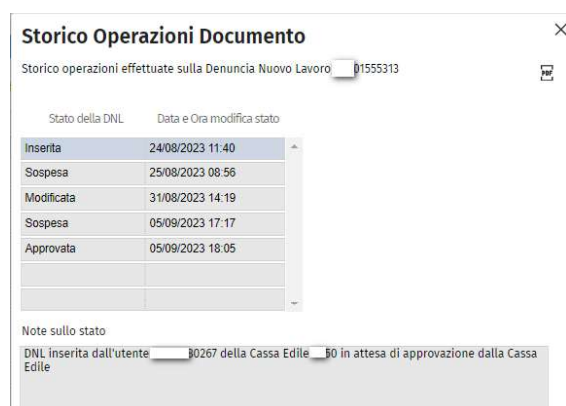 Storico Operazioni Documento
Storico operazioni effettuate sulla Denuncia Nuovo Lavoro 01555313
PDF
Stato della DNL Data e Ora modifica stato
Inserita 24/08/2023 11:40
Sospesa 25/08/2023 08:56
Modificata 31/08/2023 14:19
Sospesa 05/09/2023 17:17
Approvata 05/09/2023 18:05
Note sullo stato
DNL inserita dall'utente 80267 della Cassa Edile 60 in attesa di approvazione dalla Cassa
Edile